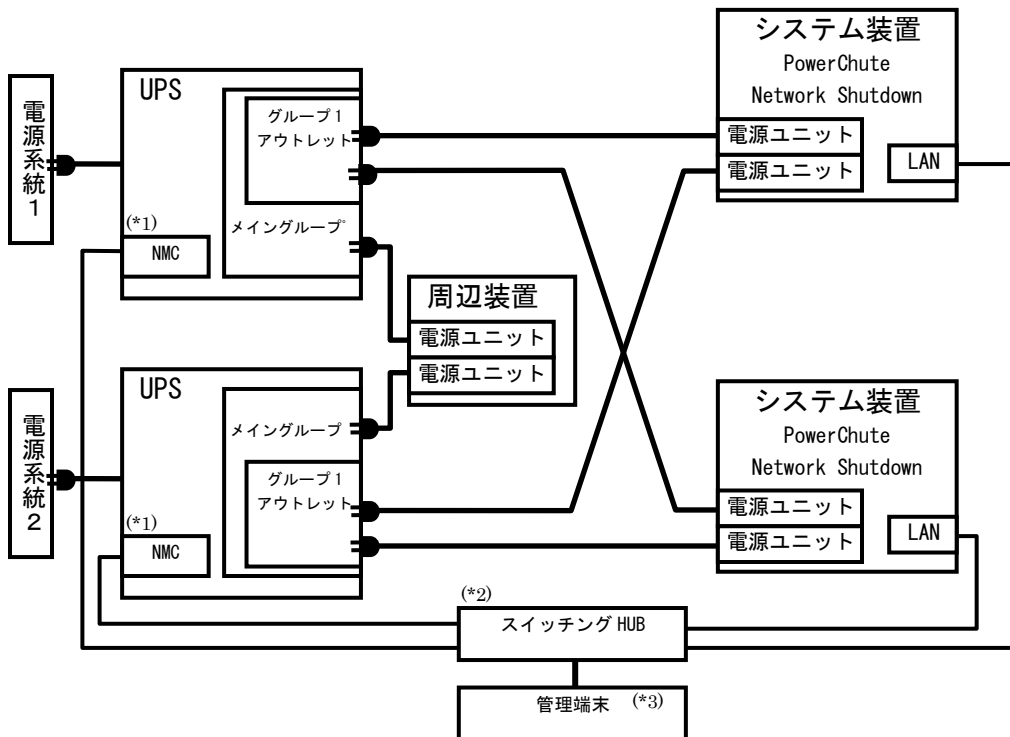 電源系統1
UPS
グループ1
アウトレット
メイングループ
(*1)
NMC
システム装置
PowerChute
Network Shutdown
電源ユニット
電源ユニット
LAN
周辺装置
電源ユニット
電源ユニット
電源系統2
UPS
メイングループ
グループ1
アウトレット
(*1)
NMC
システム装置
PowerChute
Network Shutdown
電源ユニット
電源ユニット
LAN
(*2)
スイッチング HUB
管理端末 (*3)